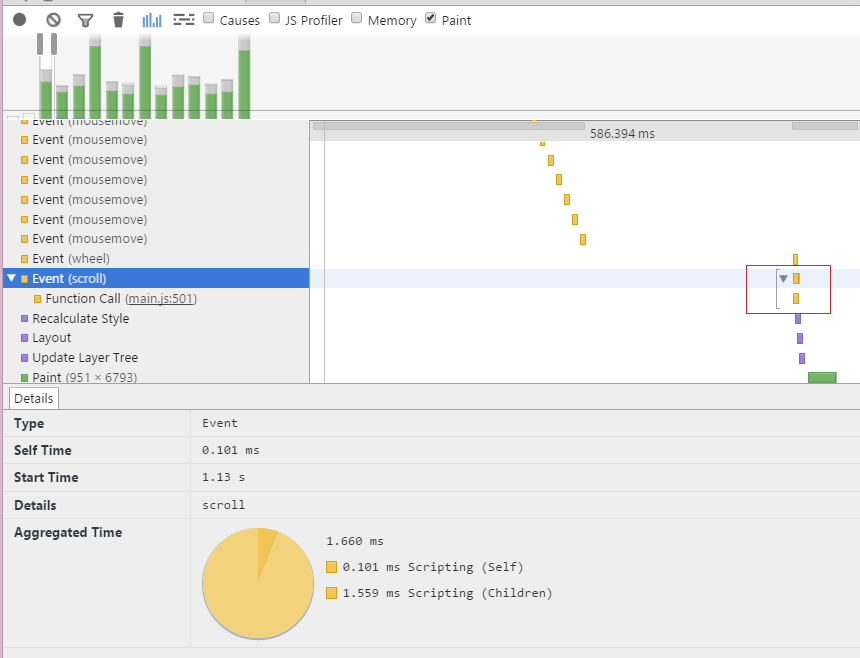 Causes JS Profiler Memory Paint
Event (mousemove)
586.394 ms
Event (mousemove)
Event (mousemove)
Event (mousemove)
Event (mousemove)
Event (mousemove)
Event (mousemove)
Event (wheel)
Event (scroll)
Function Call (main.js:501)
Recalculate Style
Layout
Update Layer Tree
Paint (951 × 6793)
Details
Type Event
Self Time 0.101 ms
Start Time 1.13 s
Details scroll
Aggregated Time
1.660 ms
0.101 ms Scripting (Self)
1.559 ms Scripting (Children)